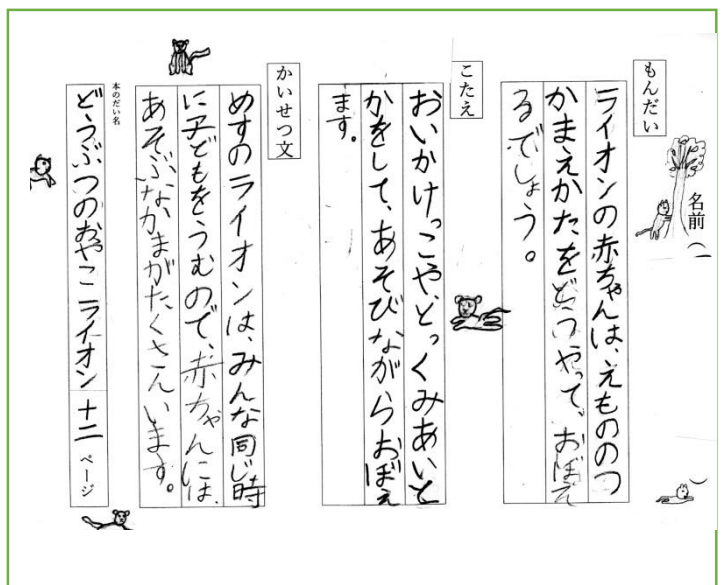 名前（
もんだい
ライオンの赤ちゃんは、えもののつ
かまえかたをどうやって、おぼえ
るでしょう。
こたえ
おいかけっこや、とっくみあいと
かをして、あそびながらおぼえ
ます。
かいせつ文
めすのライオンは、みんな同じ時
に子どもをうむので、赤ちゃんには、
あそぶなかまがたくさんいます。
本のだい名
どうぶつのおやこ ライオン 十二 ページ